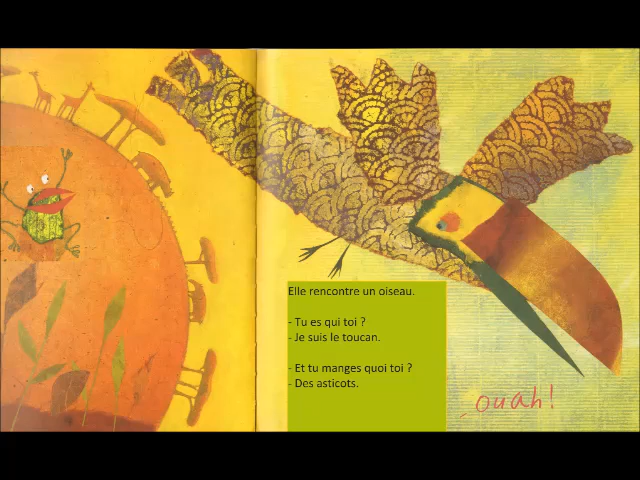 Elle rencontre un oiseau.
- Tu es qui toi ?
- Je suis le toucan.
- Et tu manges quoi toi ?
- Des asticots.
ouah!